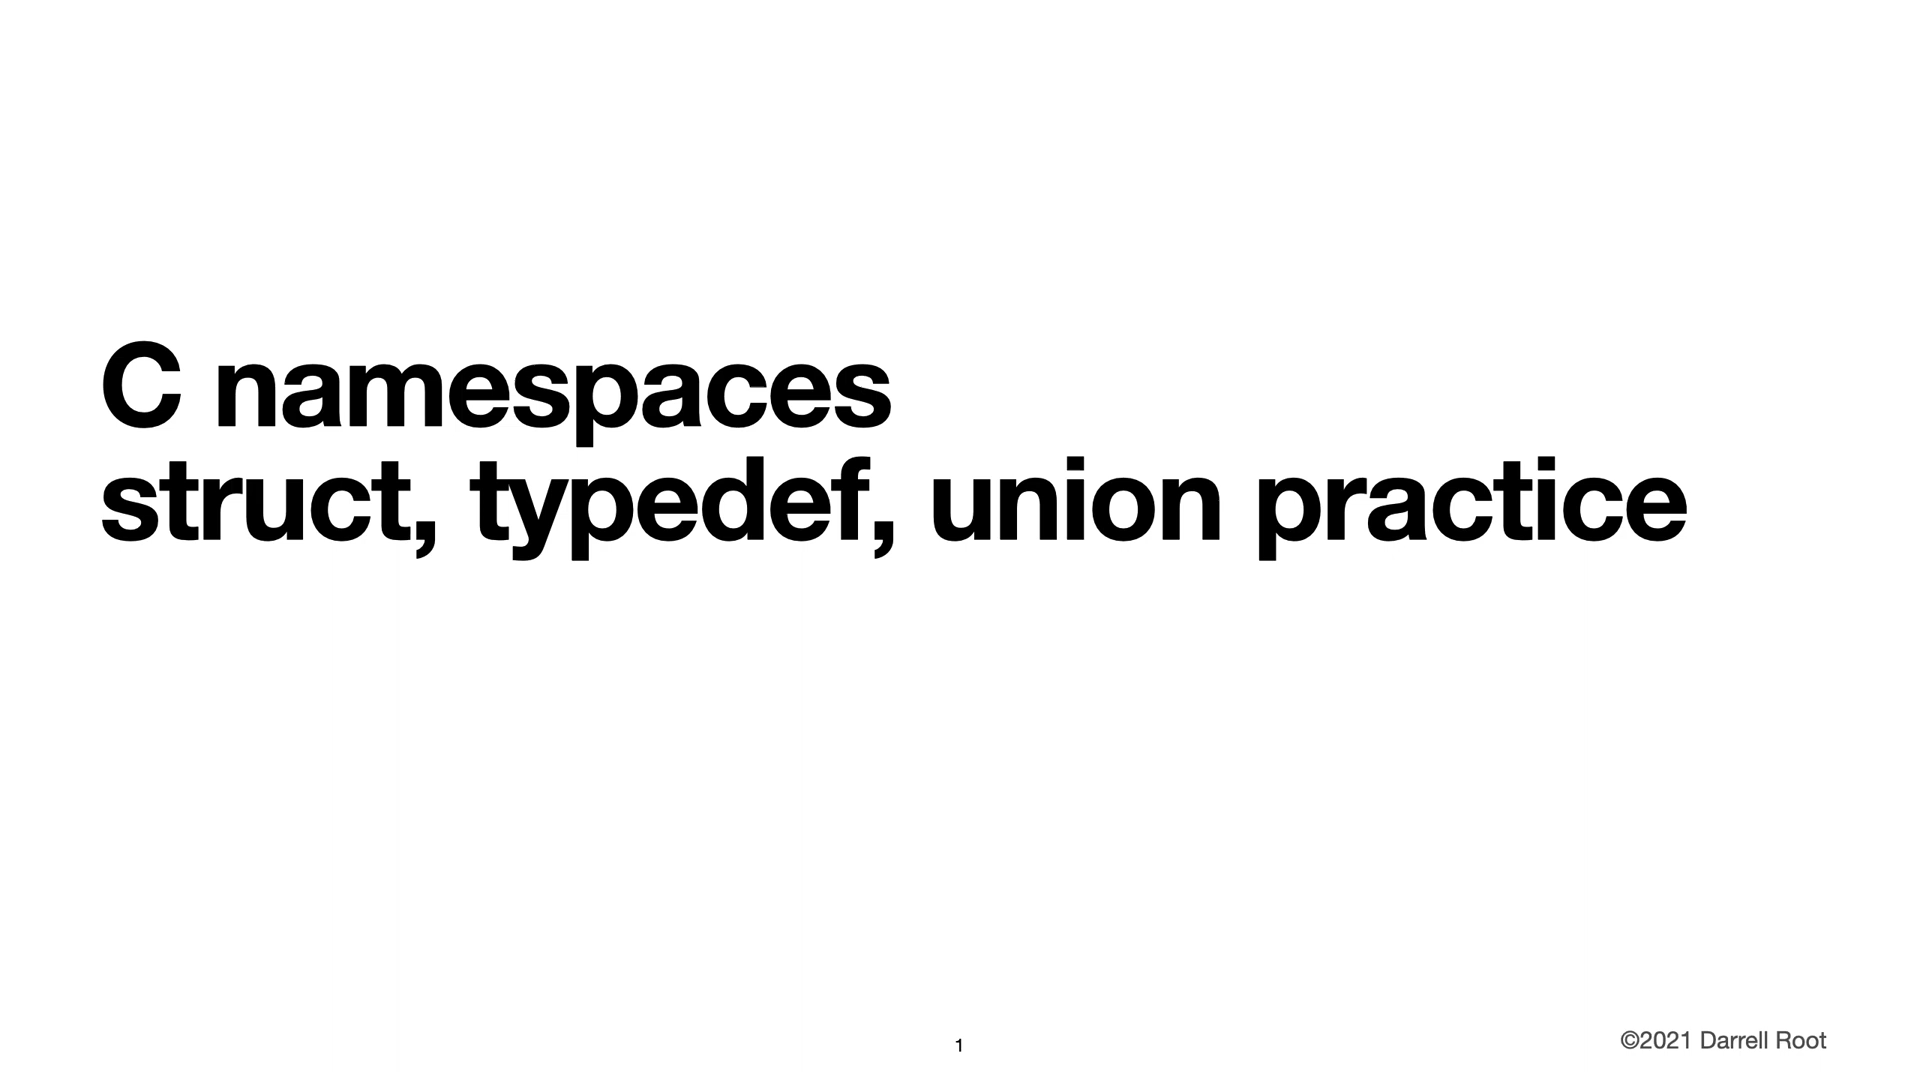 C namespaces
struct, typedef, union practice
1
©2021 Darrell Root